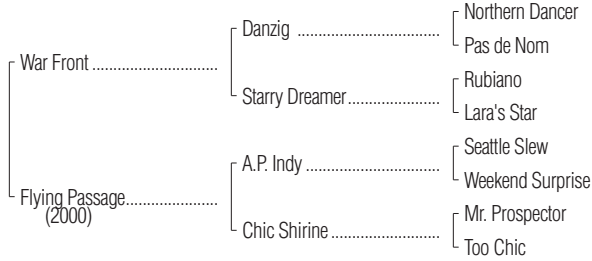 Northern Dancer
Danzig ..............................
Pas de Nom
War Front ..........................
Rubiano
Starry Dreamer...................
Lara's Star
Seattle Slew
A.P. Indy ............................
Weekend Surprise
Flying Passage...................
(2000)
Mr. Prospector
Chic Shirine .......................
Too Chic